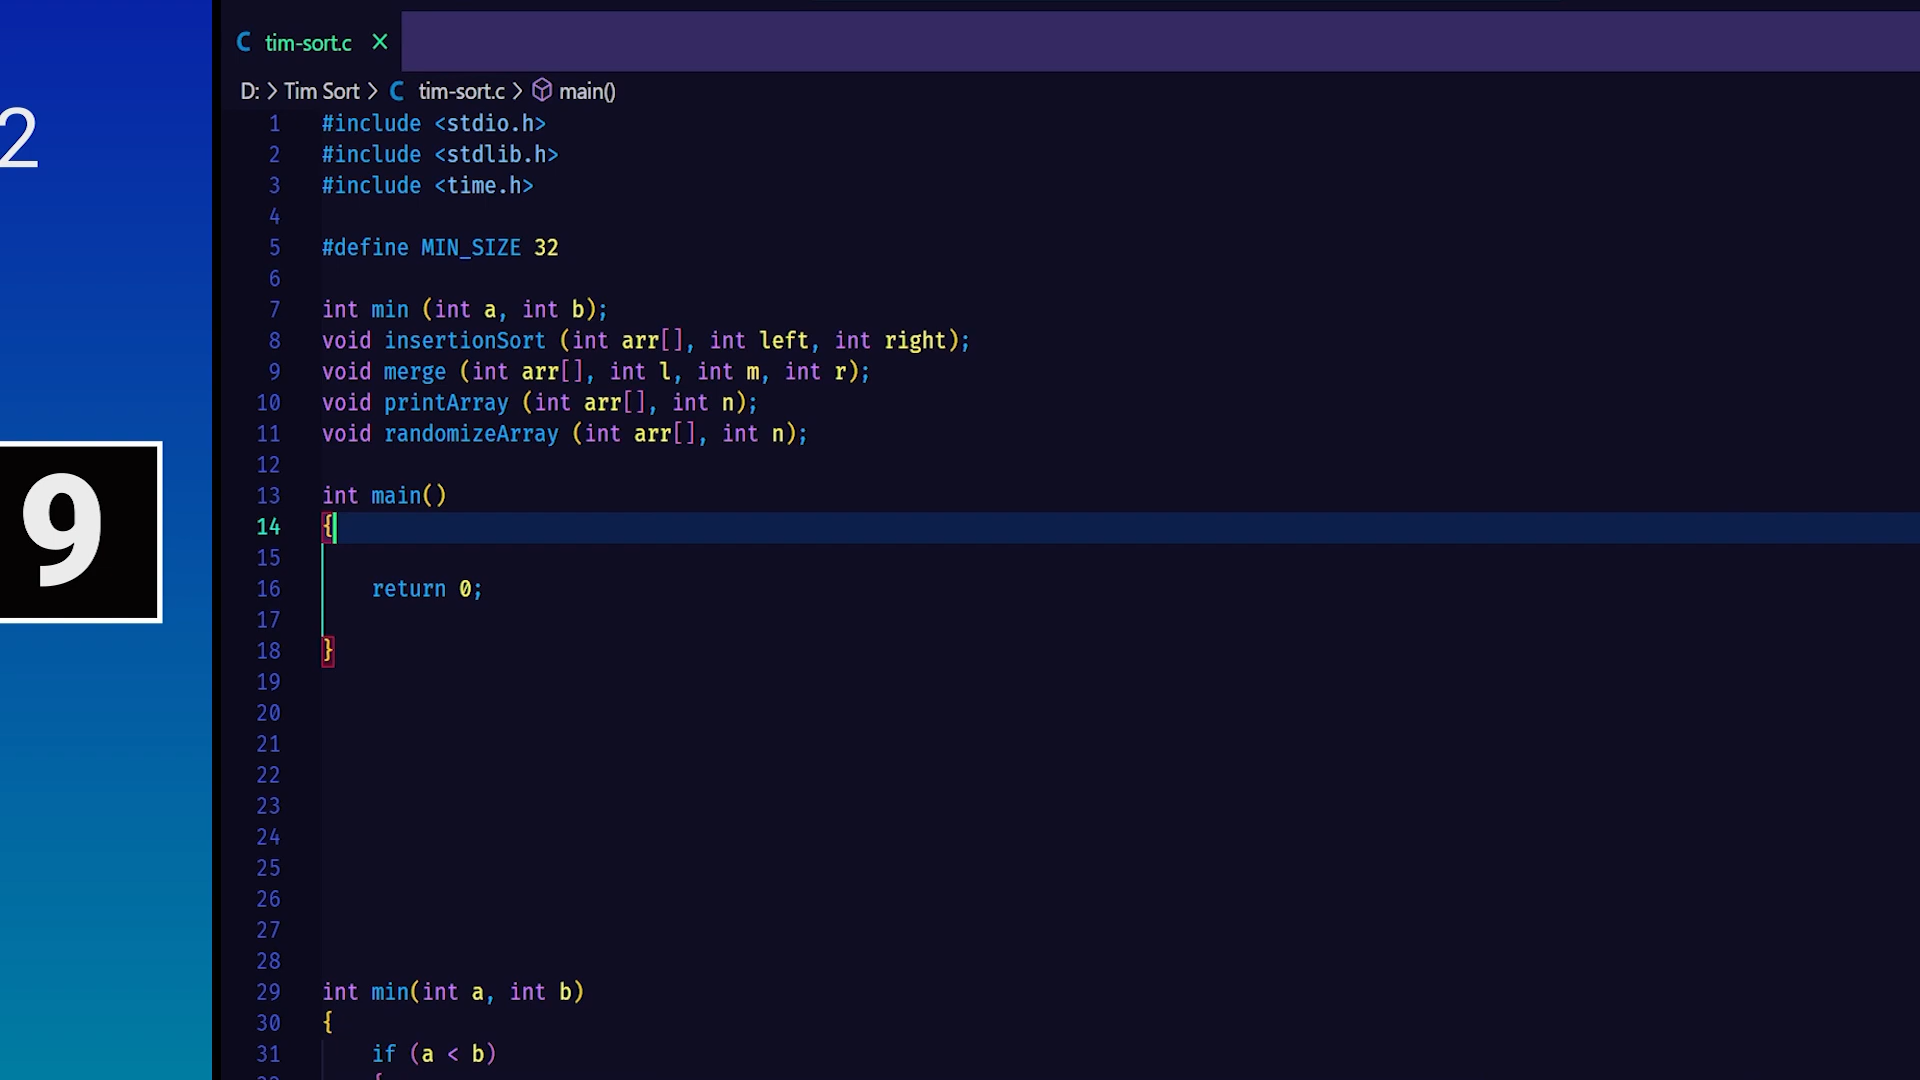 2
9
C tim-sort.c ×
D: > Tim Sort > C tim-sort.c > main()
1 #include <stdio.h>
2 #include <stdlib.h>
3 #include <time.h>
4
5 #define MIN_SIZE 32
6
7 int min (int a, int b);
8 void insertionSort (int arr[], int left, int right);
9 void merge (int arr[], int l, int m, int r);
10 void printArray (int arr[], int n);
11 void randomizeArray (int arr[], int n);
12
13 int main()
14 {
15
16 return 0;
17
18 }
19
20
21
22
23
24
25
26
27
28
29 int min(int a, int b)
30 {
31 if (a < b)